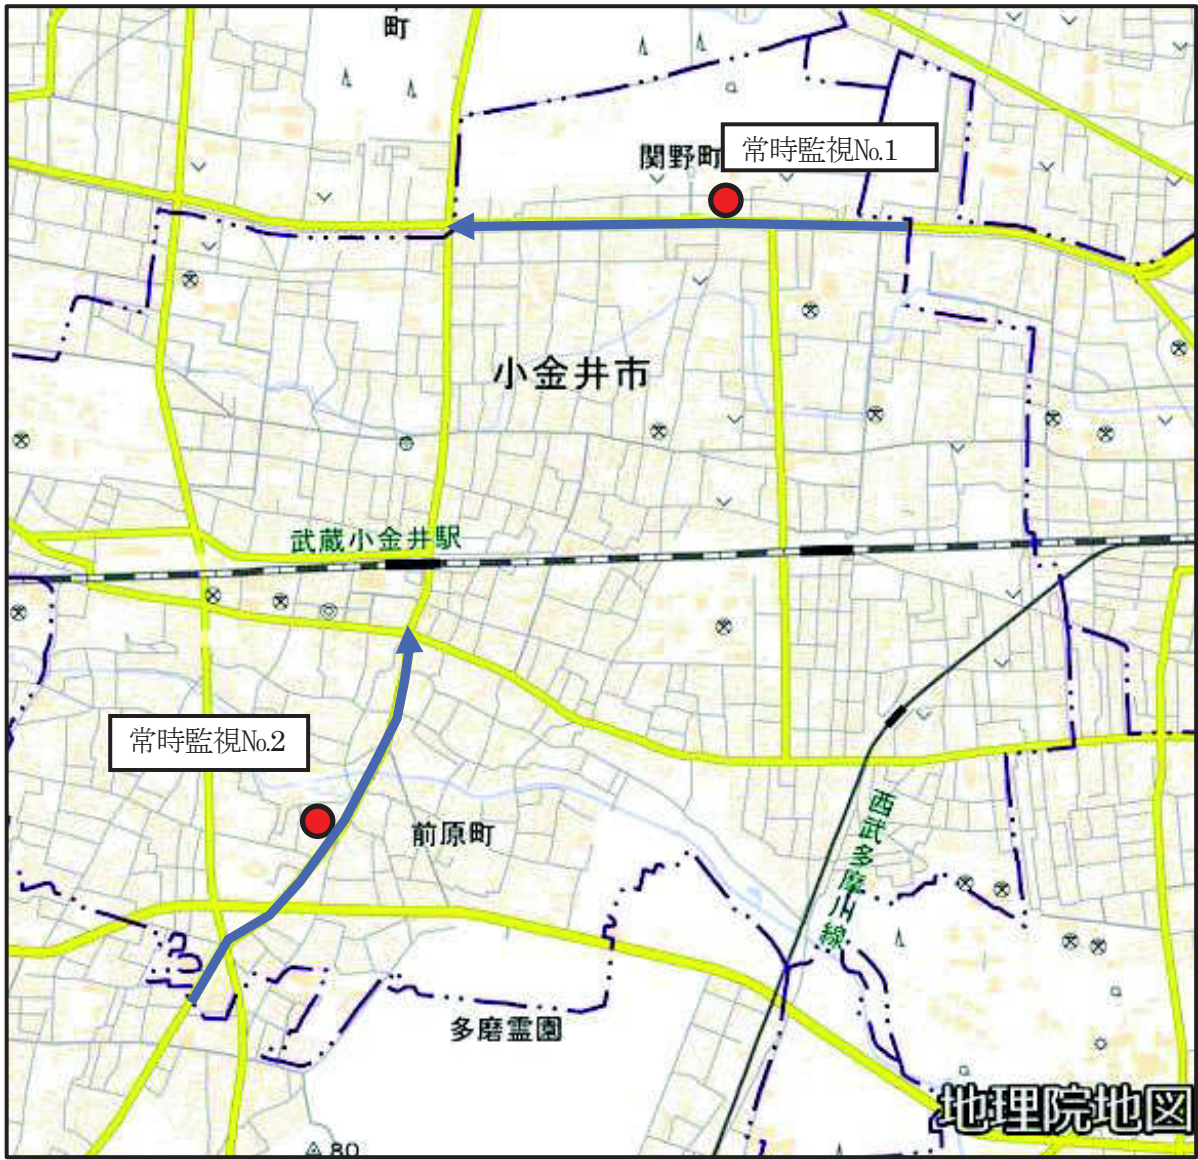 町
関野町
常時監視№1
小金井市
武蔵小金井駅
常時監視№2
前原町
西武多摩川線
多磨霊園
地理院地図
80